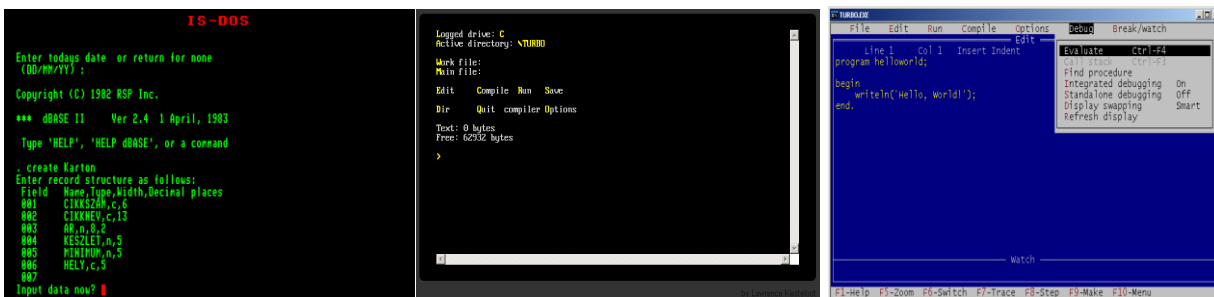 IS-DOS
Enter todays date or return for none
(DD/MM/YY) :
Copyright (C) 1982 RSP Inc.
*** dBASE II Ver 2.4 1 April, 1983
Type 'HELP', 'HELP dBASE', or a command
. create Karton
Enter record structure as follows:
Field Name,Type,Width,Decimal places
001 CIKKSZÁM,c,6
002 CIKKNEV,c,13
003 AR,n,8,2
004 KESZLET,n,5
005 MINIMUM,n,5
006 HELY,c,5
007
Input data now?
Logged drive: C
Active directory: \TURBO
Work file:
Main file:
Edit Compile Run Save
Dir Quit compiler Options
Text: 0 bytes
Free: 62932 bytes
>
by Lawrence Kesteloot
TURBO.EXE
File Edit Run Compile Options Debug Break/watch
Edit
Line 1 Col 1 Insert Indent
program helloworld;
begin
writeln('Hello, World!');
end.
Evaluate Ctrl-F4
Call stack Ctrl-F3
Find procedure
Integrated debugging On
Standalone debugging Off
Display swapping Smart
Refresh display
Watch
F1-Help F5-Zoom F6-Switch F7-Trace F8-Step F9-Make F10-Menu